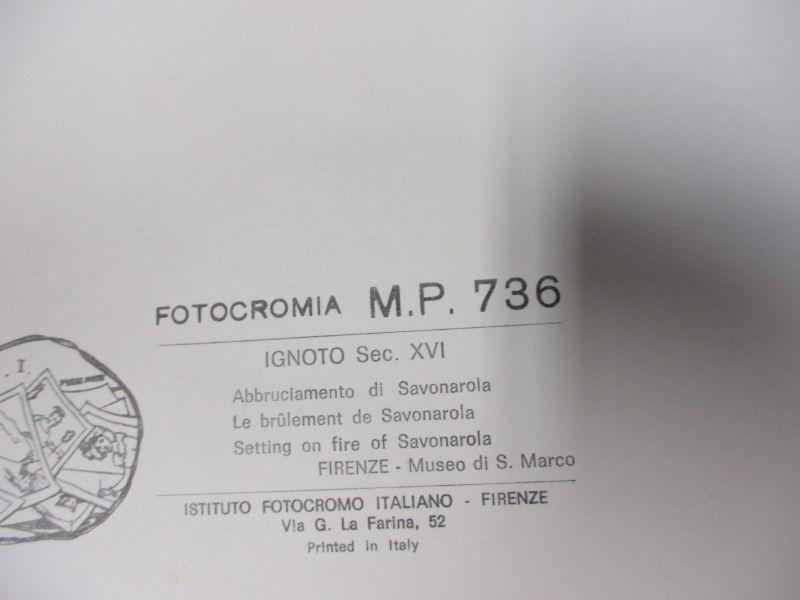 FOTOCROMIA M.P. 736
IGNOTO Sec. XVI
Abbruciamento di Savonarola
Le brûlement de Savonarola
Setting on fire of Savonarola
FIRENZE - Museo di S. Marco
ISTITUTO FOTOCROMO ITALIANO - FIRENZE
Via G. La Farina, 52
Printed in Italy
. I.